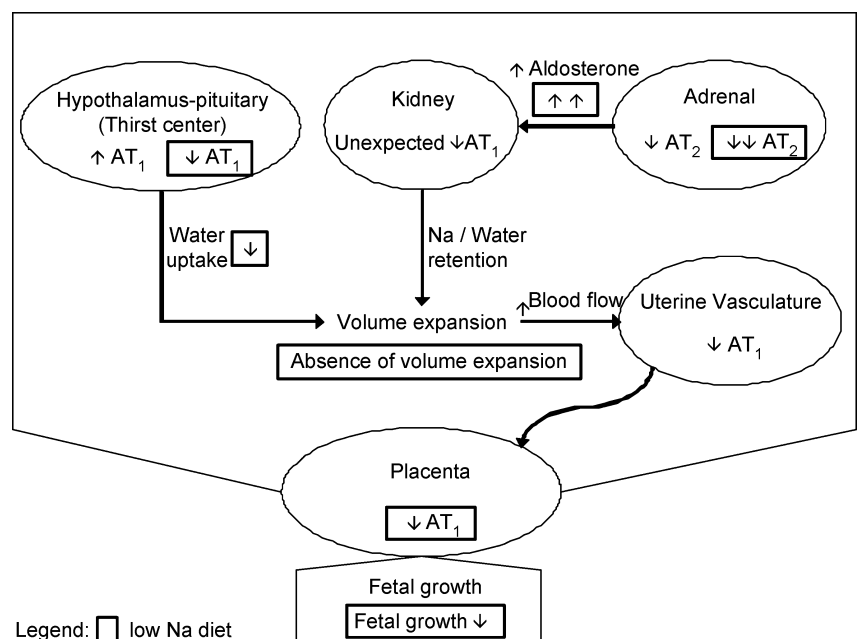 Hypothalamus-pituitary
(Thirst center)
↑ AT1 ↓ AT1
Kidney
Unexpected ↓AT1
↑ Aldosterone
↑ ↑
Adrenal
↓ AT2 ↓↓ AT2
Water
uptake ↓
Na / Water
retention
Volume expansion
Absence of volume expansion
↑Blood flow
Uterine Vasculature
↓ AT1
Placenta
↓ AT1
Fetal growth
Fetal growth ↓
Legend: low Na diet